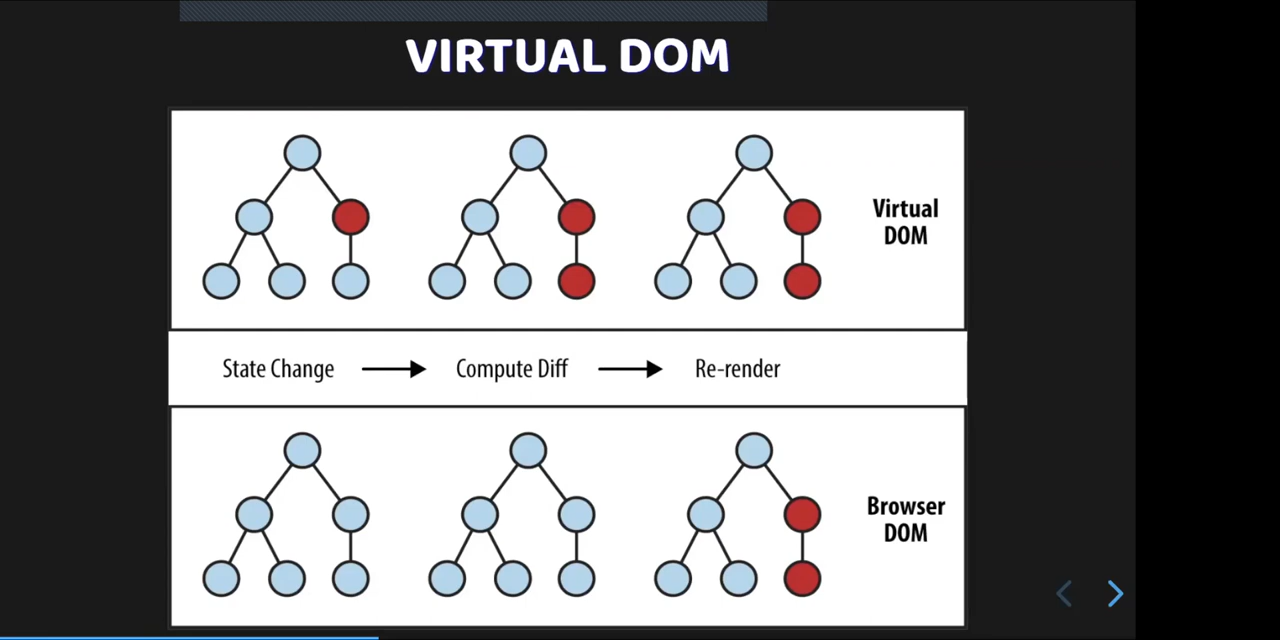 VIRTUAL DOM
Virtual
DOM
State Change
Compute Diff
Re-render
Browser
DOM